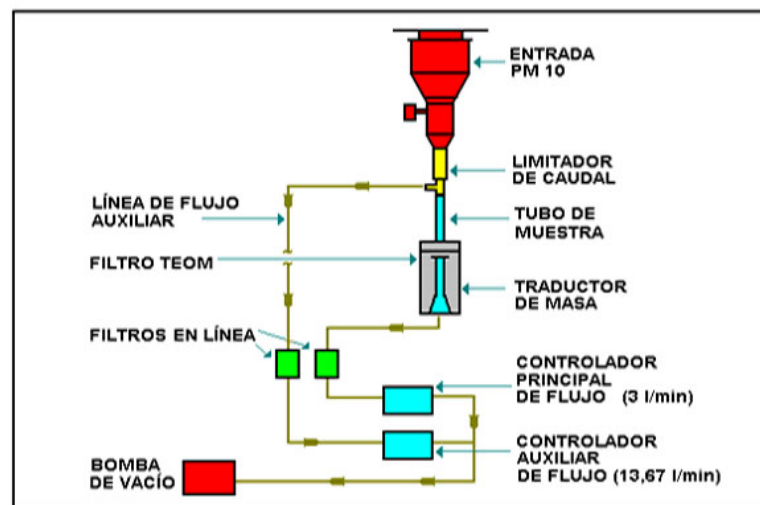 ENTRADA
PM 10
LIMITADOR
DE CAUDAL
LÍNEA DE FLUJO
AUXILIAR
TUBO DE
MUESTRA
FILTRO TEOM
TRADUCTOR
DE MASA
FILTROS EN LÍNEA
CONTROLADOR
PRINCIPAL
DE FLUJO (3 l/min)
CONTROLADOR
AUXILIAR
DE FLUJO (13,67 l/min)
BOMBA
DE VACÍO